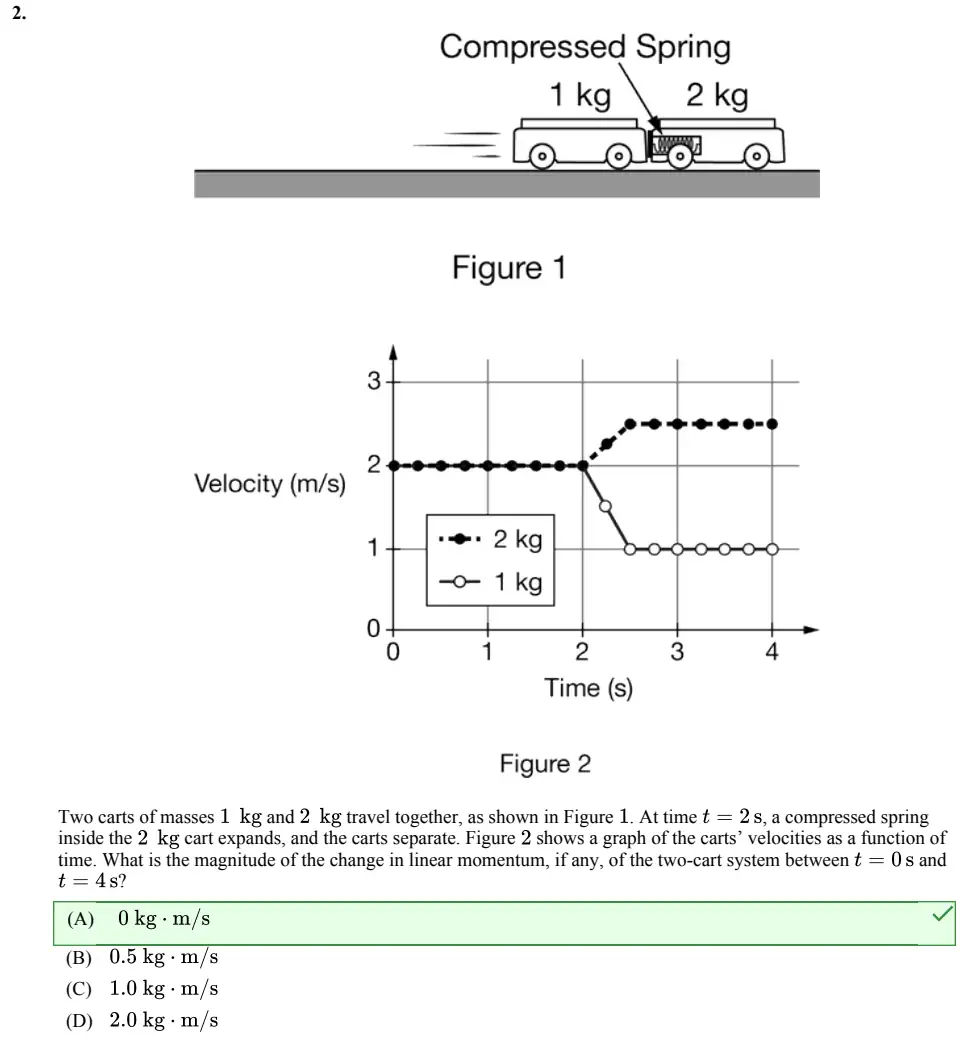 2.
Compressed Spring
1 kg 2 kg
Figure 1
3
2
Velocity (m/s)
1
0
2 kg
1 kg
0 1 2 3 4
Time (s)
Figure 2
Two carts of masses 1 kg and 2 kg travel together, as shown in Figure 1. At time t = 2 s, a compressed spring
inside the 2 kg cart expands, and the carts separate. Figure 2 shows a graph of the carts’ velocities as a function of
time. What is the magnitude of the change in linear momentum, if any, of the two-cart system between t = 0 s and
t = 4 s?
(A) 0 kg · m/s
(B) 0.5 kg · m/s
(C) 1.0 kg · m/s
(D) 2.0 kg · m/s